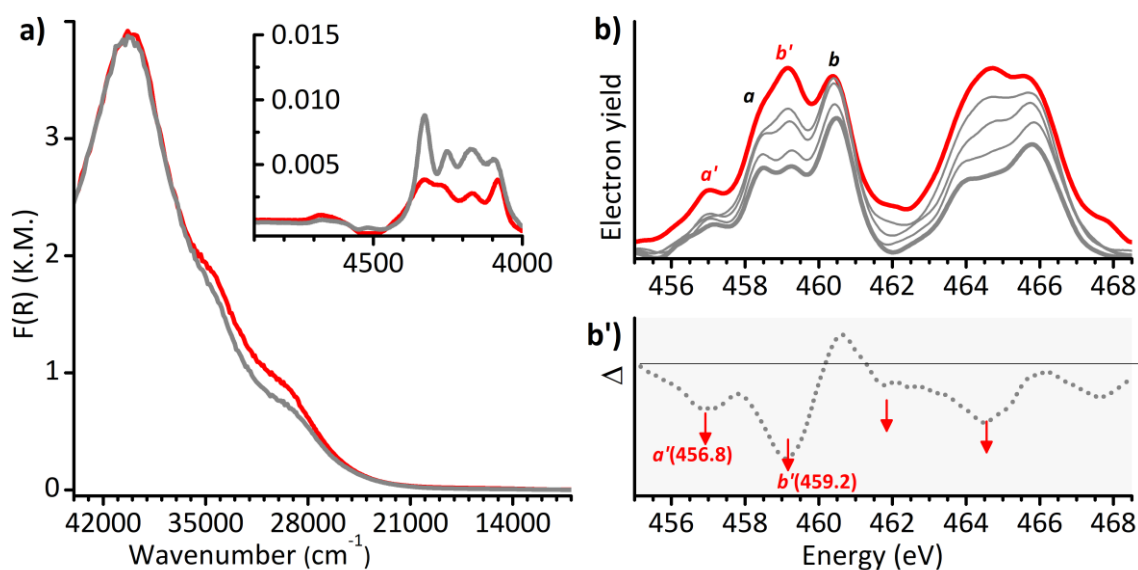 a)
F(R) (K.M.)
0
1
2
3
42000 35000 28000 21000 14000
Wavenumber (cm⁻¹)
0.015
0.010
0.005
4500 4000
b)
Electron yield
a'
a
b'
b
456 458 460 462 464 466 468
b')
Δ
a'(456.8)
b'(459.2)
456 458 460 462 464 466 468
Energy (eV)